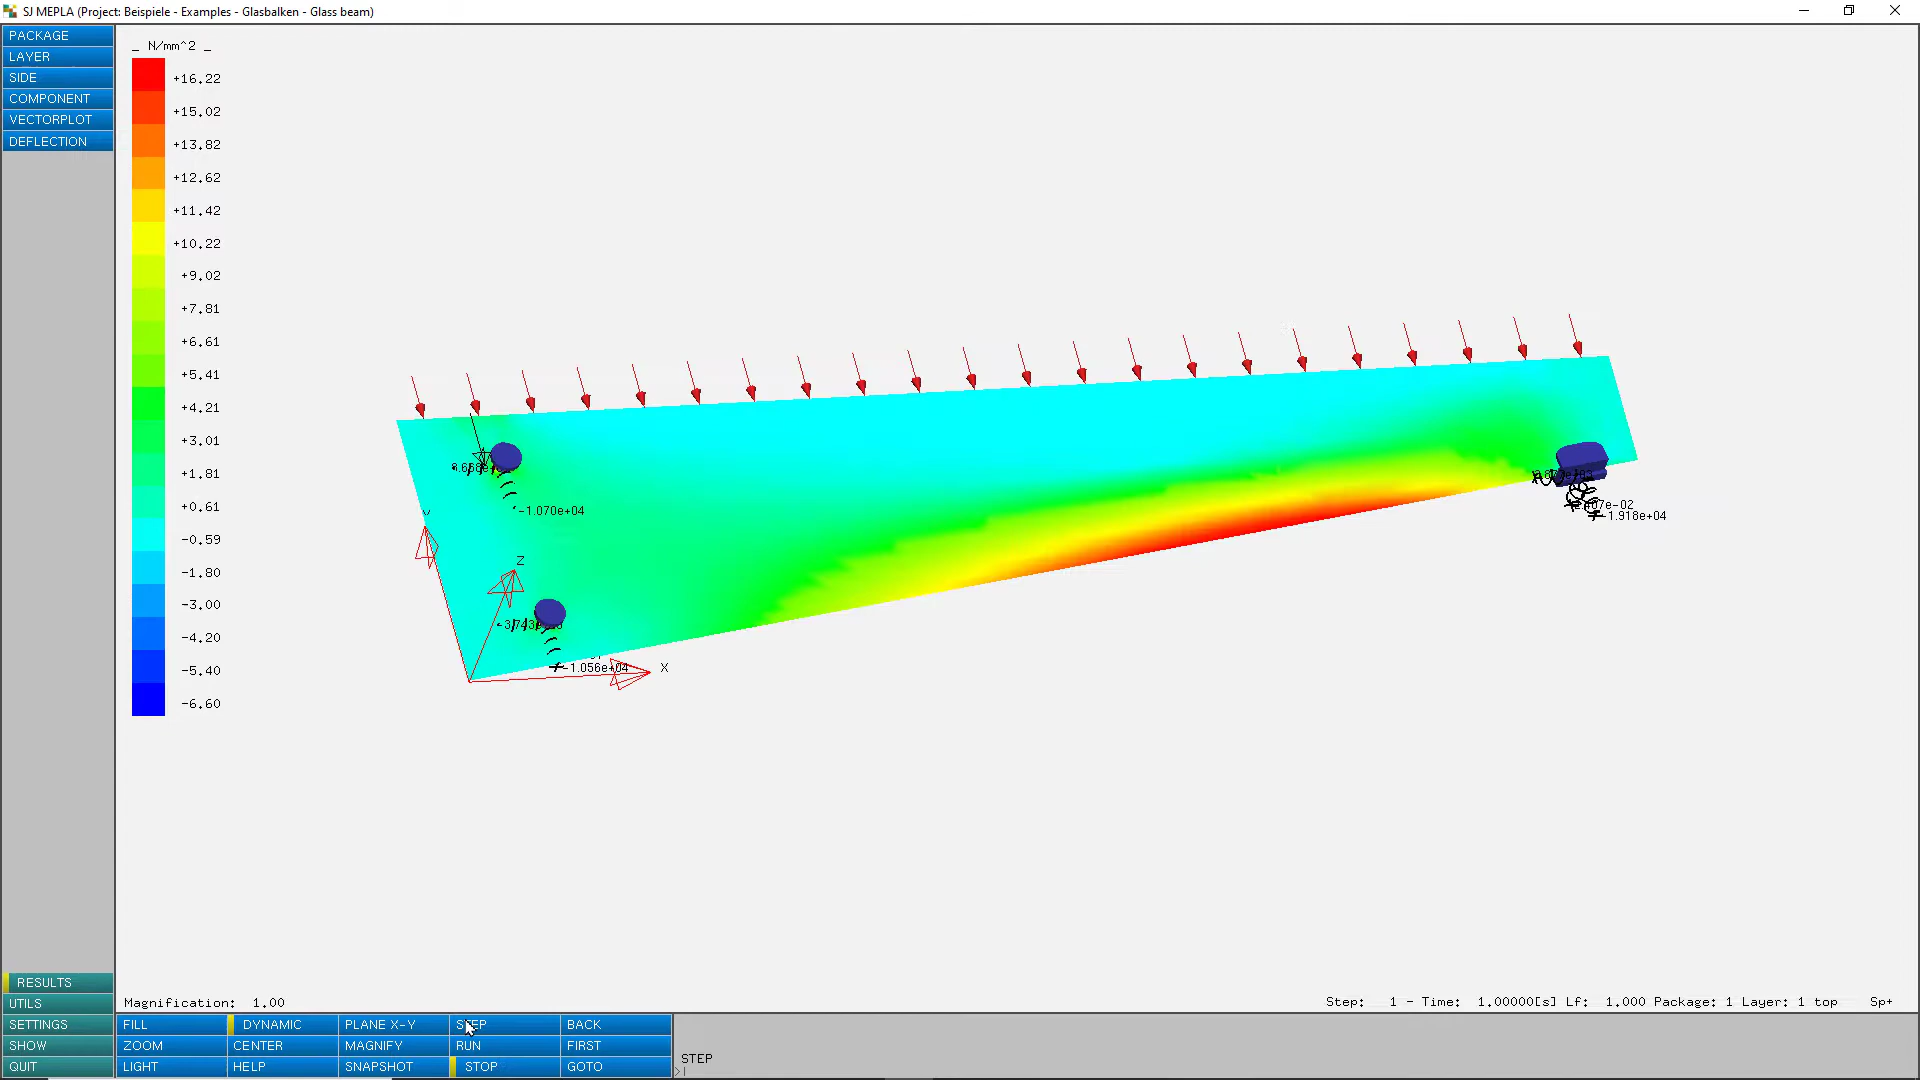 SJ MEPLA (Project: Beispiele - Examples - Glasbalken - Glass beam)
PACKAGE
LAYER
SIDE
COMPONENT
VECTORPLOT
DEFLECTION
_ N/mm^2 _
+16.22
+15.02
+13.82
+12.62
+11.42
+10.22
+9.02
+7.81
+6.61
+5.41
+4.21
+3.01
+1.81
+0.61
-0.59
-1.80
-3.00
-4.20
-5.40
-6.60
-1.070e+04
Z
-1.056e+04
X
-1.918e+04
RESULTS
UTILS
SETTINGS
SHOW
QUIT
Magnification: 1.00
Step: 1 - Time: 1.00000[s] Lf: 1.000 Package: 1 Layer: 1 top Sp+
FILL DYNAMIC PLANE X-Y STEP BACK
ZOOM CENTER MAGNIFY RUN FIRST
LIGHT HELP SNAPSHOT STOP GOTO
STEP
>|